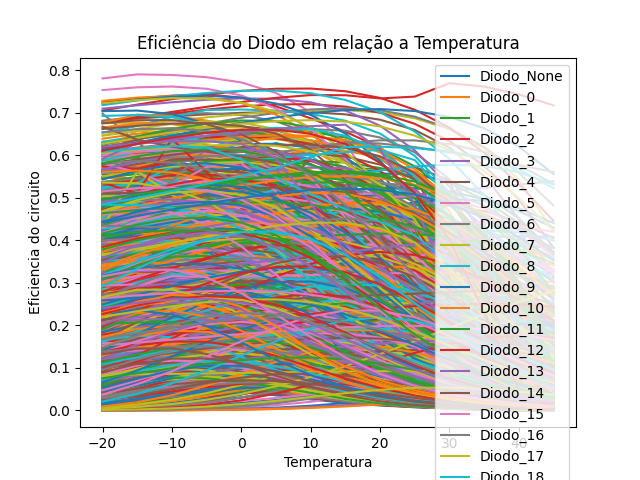 Eficiência do Diodo em relação a Temperatura
0.8
0.7
0.6
0.5
0.4
0.3
0.2
0.1
0.0
Eficiencia do circuito
−20
−10
0
10
20
30
40
Temperatura
Diodo_None
Diodo_0
Diodo_1
Diodo_2
Diodo_3
Diodo_4
Diodo_5
Diodo_6
Diodo_7
Diodo_8
Diodo_9
Diodo_10
Diodo_11
Diodo_12
Diodo_13
Diodo_14
Diodo_15
Diodo_16
Diodo_17
Diodo_18